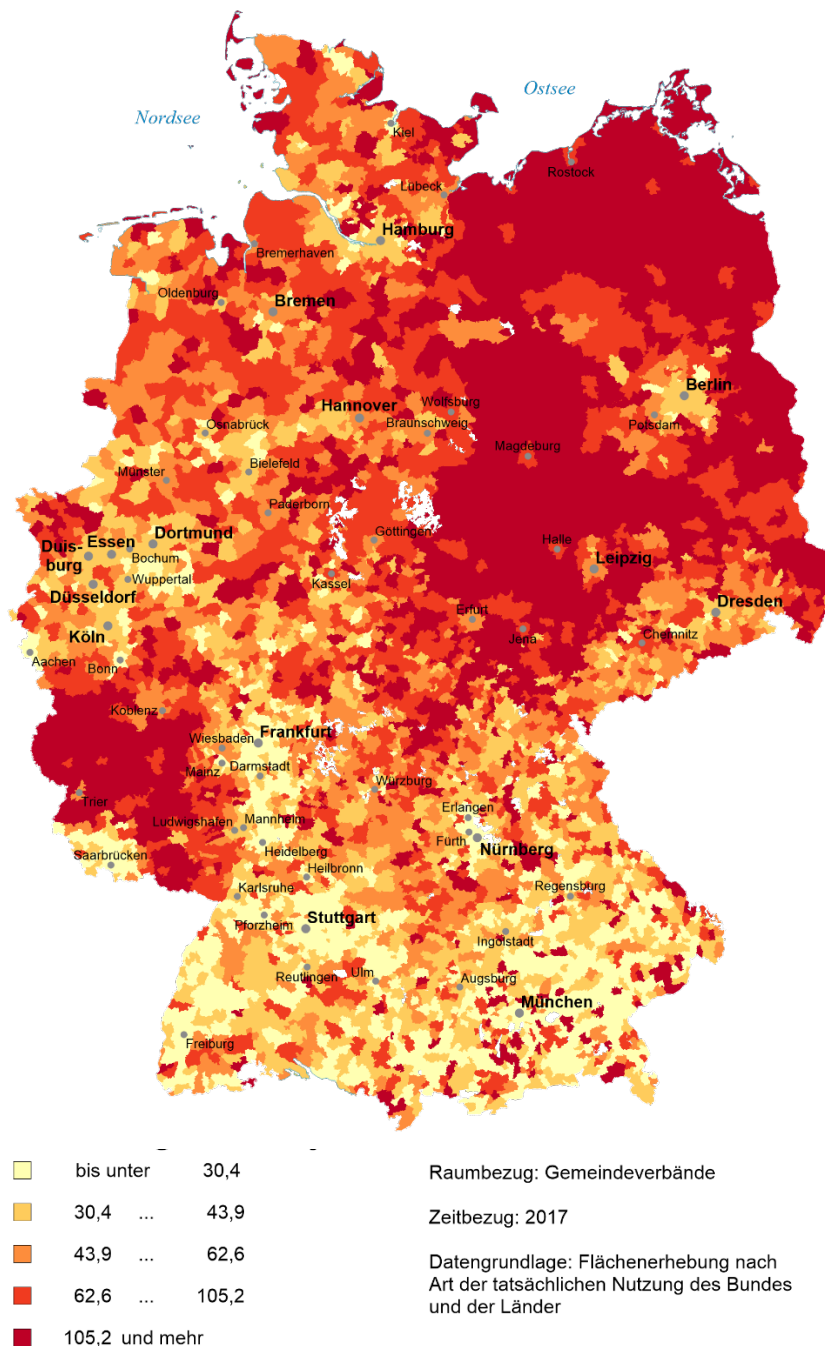 Ostsee
Nordsee
Kiel
Rostock
Lübeck
Hamburg
Bremerhaven
Oldenburg
Bremen
Berlin
Hannover
Wolfsburg
Potsdam
Osnabrück
Braunschweig
Magdeburg
Bielefeld
Münster
Paderborn
Dortmund
Göttingen
Essen
Duis-
burg
Bochum
Halle
Leipzig
Wuppertal
Kassel
Düsseldorf
Dresden
Erfurt
Köln
Jena
Chemnitz
Aachen
Bonn
Koblenz
Frankfurt
Wiesbaden
Mainz
Darmstadt
Würzburg
Trier
Erlangen
Ludwigshafen
Mannheim
Fürth
Nürnberg
Heidelberg
Saarbrücken
Heilbronn
Karlsruhe
Regensburg
Pforzheim
Stuttgart
Ingolstadt
Reutlingen
Ulm
Augsburg
München
Freiburg
bis unter 30,4
30,4 ... 43,9
43,9 ... 62,6
62,6 ... 105,2
105,2 und mehr
Raumbezug: Gemeindeverbände
Zeitbezug: 2017
Datengrundlage: Flächenerhebung nach
Art der tatsächlichen Nutzung des Bundes
und der Länder